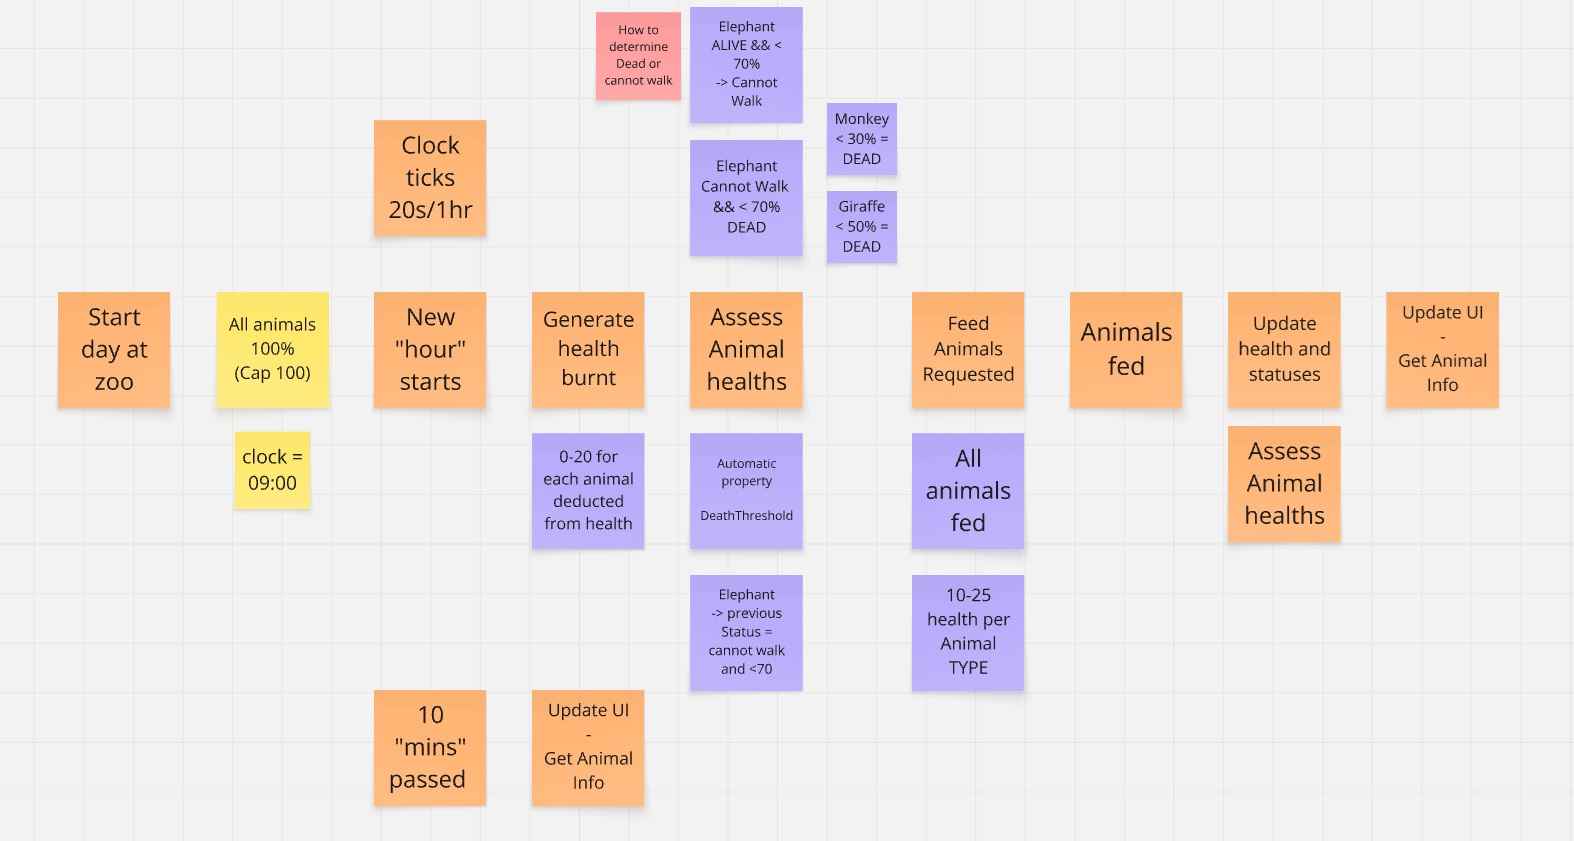 How to
determine
Dead or
cannot walk
Elephant
ALIVE && <
70%
-> Cannot
Walk
Monkey
< 30% =
DEAD
Clock
ticks
20s/1hr
Elephant
Cannot Walk
&& < 70%
DEAD
Giraffe
< 50% =
DEAD
Start
day at
zoo
All animals
100%
(Cap 100)
New
"hour"
starts
Generate
health
burnt
Assess
Animal
healths
Feed
Animals
Requested
Animals
fed
Update
health and
statuses
Update UI
-
Get Animal
Info
clock =
09:00
0-20 for
each animal
deducted
from health
Automatic
property
DeathThreshold
All
animals
fed
Assess
Animal
healths
Elephant
-> previous
Status =
cannot walk
and <70
10-25
health per
Animal
TYPE
10
"mins"
passed
Update UI
-
Get Animal
Info